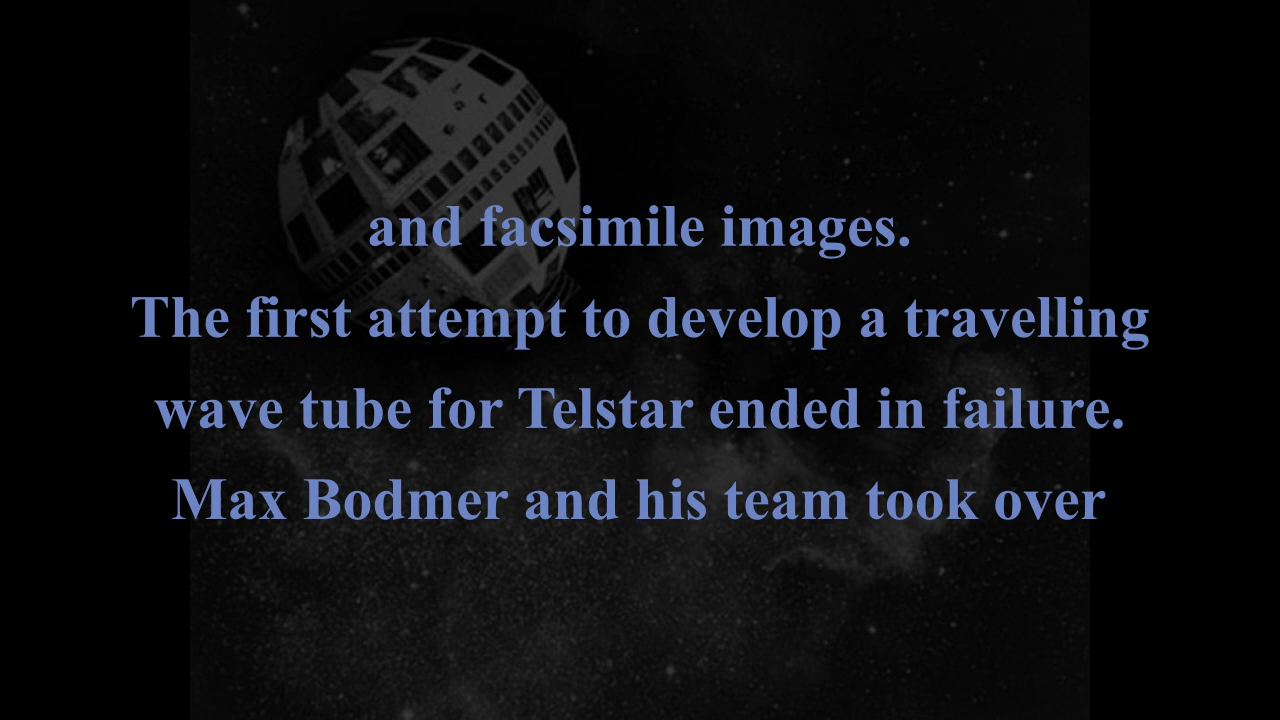 and facsimile images.
The first attempt to develop a travelling
wave tube for Telstar ended in failure.
Max Bodmer and his team took over